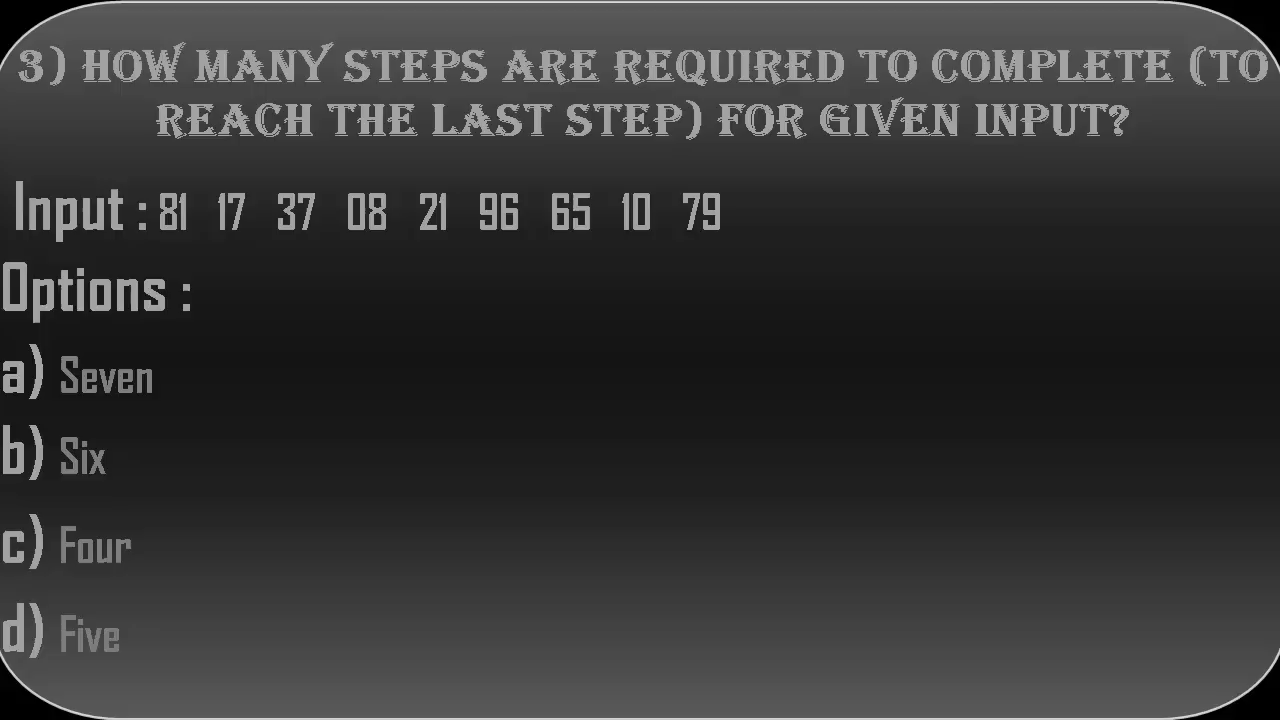 3) HOW MANY STEPS ARE REQUIRED TO COMPLETE (TO
REACH THE LAST STEP) FOR GIVEN INPUT?
Input : 81 17 37 08 21 96 65 10 79
Options :
a) Seven
b) Six
c) Four
d) Five